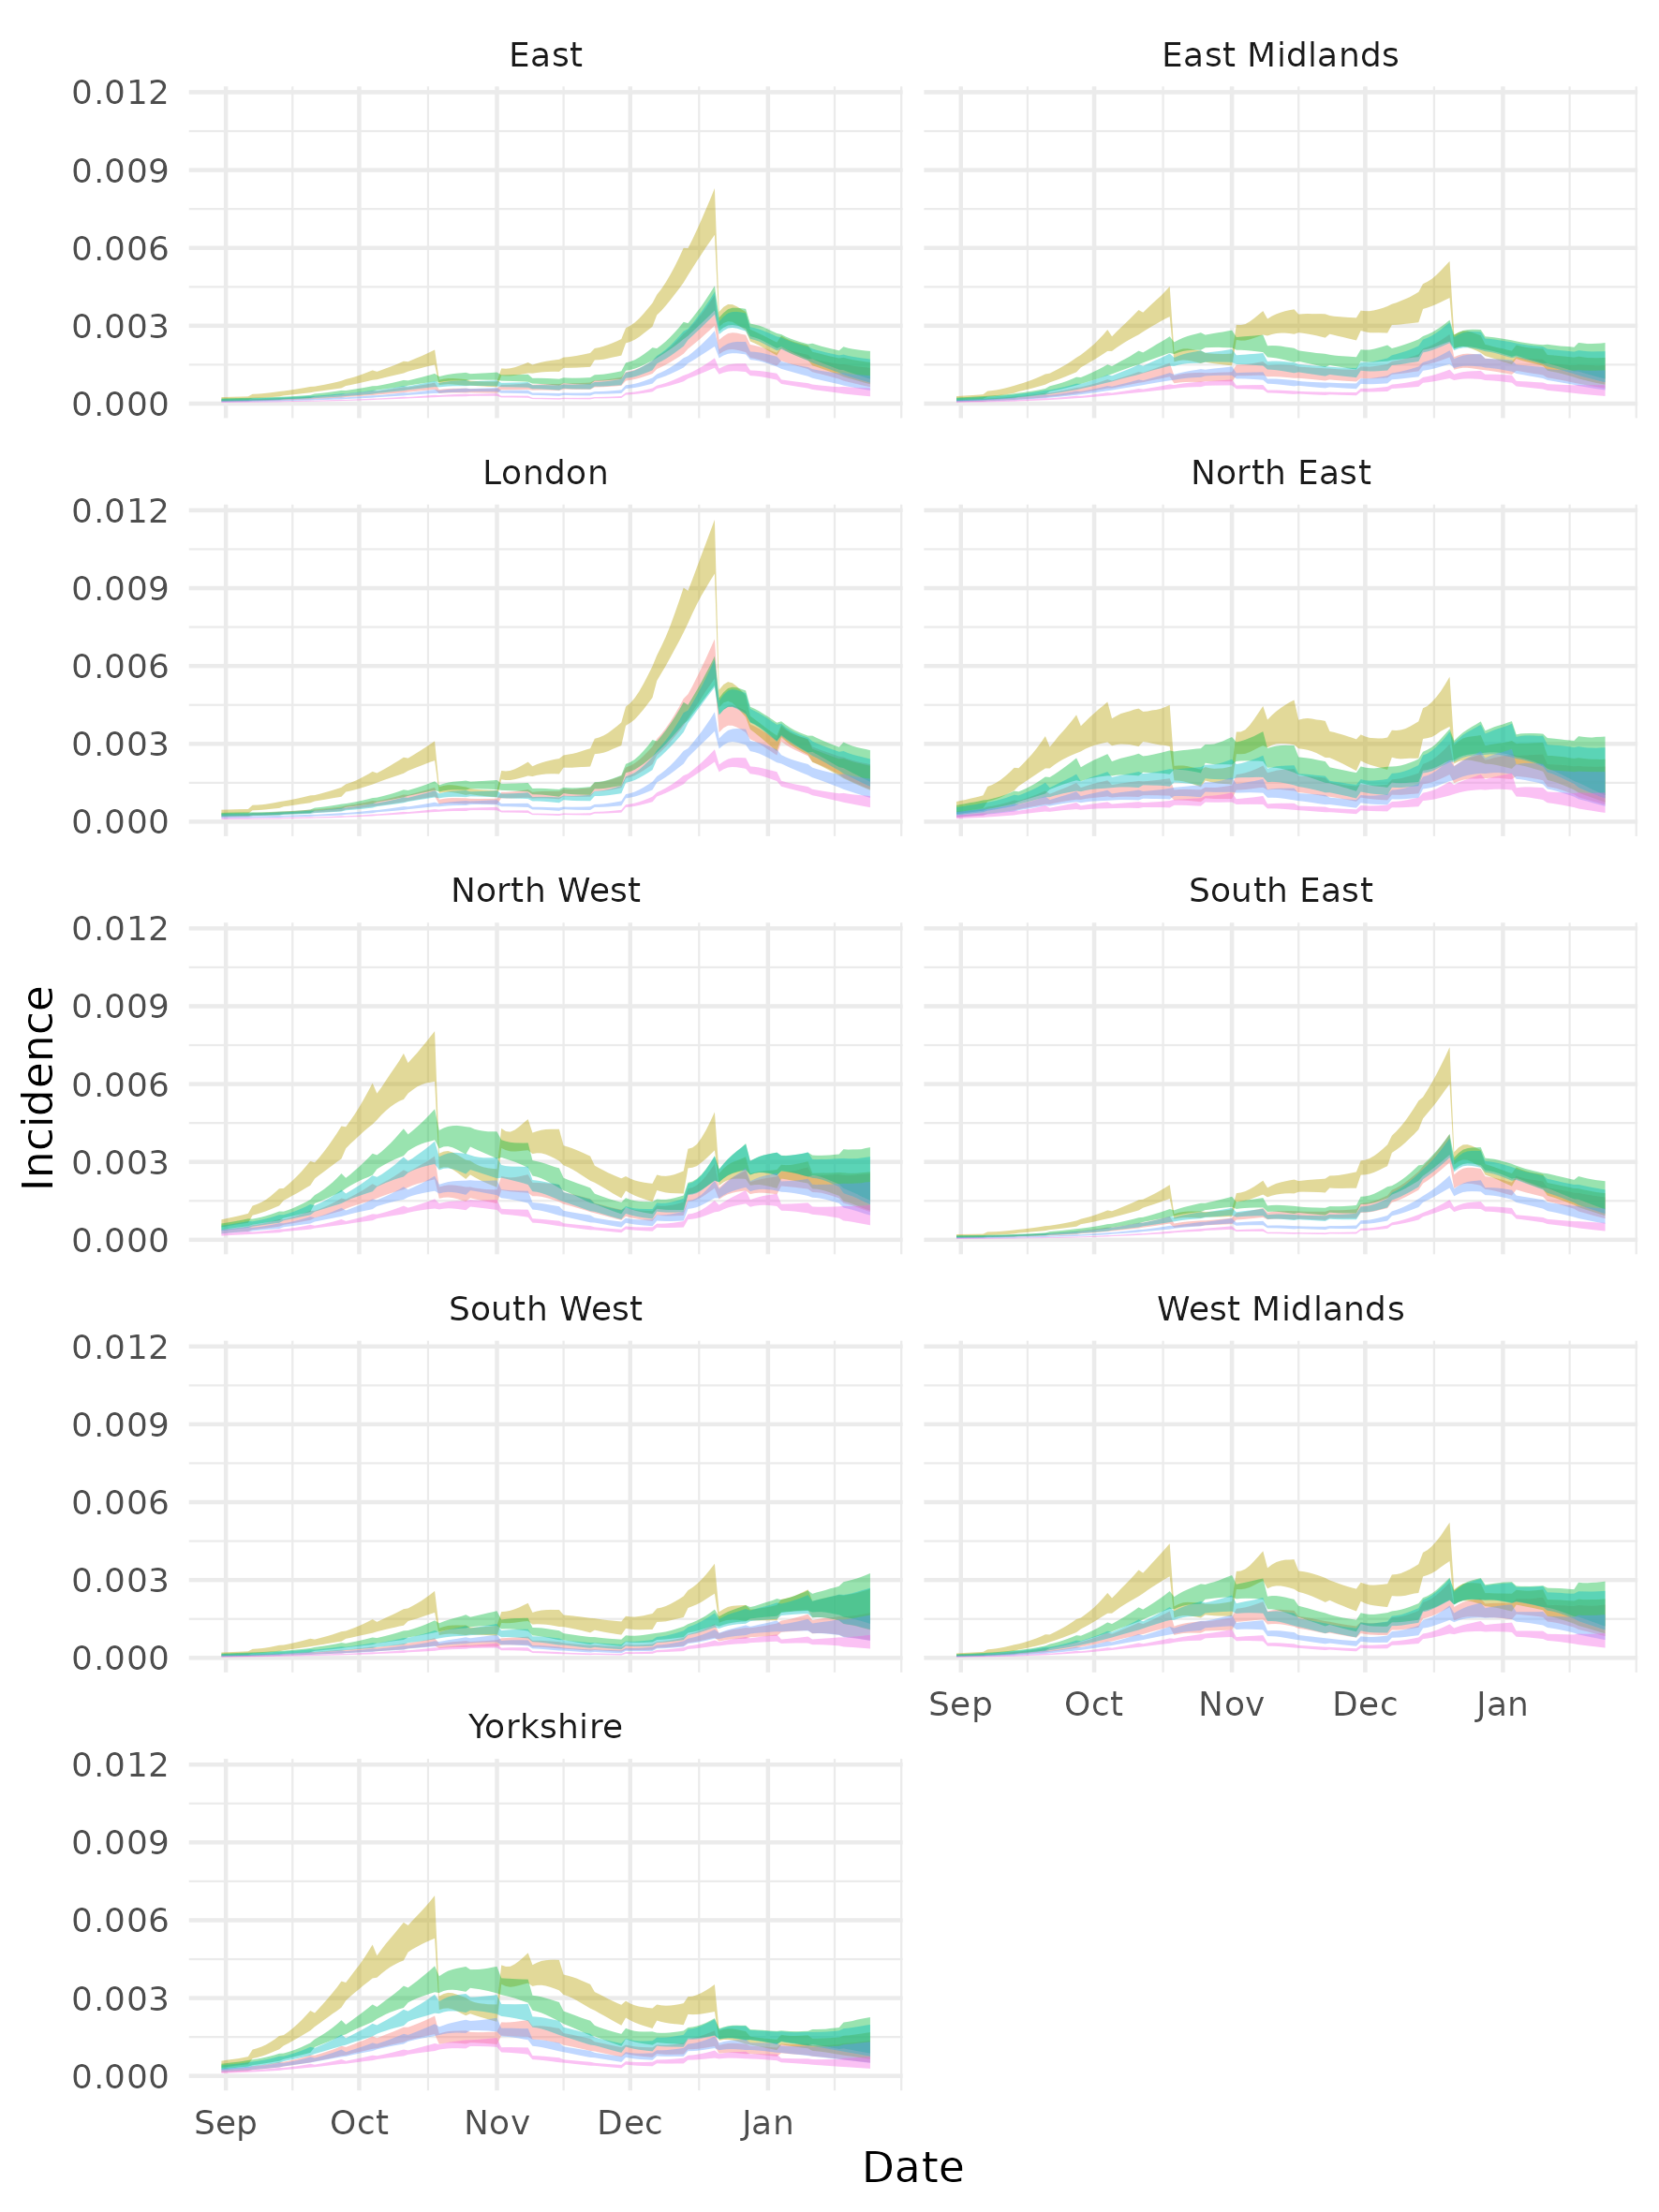 East
East Midlands
0.012
0.009
0.006
0.003
0.000
London
North East
0.012
0.009
0.006
0.003
0.000
North West
South East
0.012
0.009
0.006
0.003
0.000
Incidence
South West
West Midlands
0.012
0.009
0.006
0.003
0.000
Sep Oct Nov Dec Jan
Yorkshire
0.012
0.009
0.006
0.003
0.000
Sep Oct Nov Dec Jan
Date